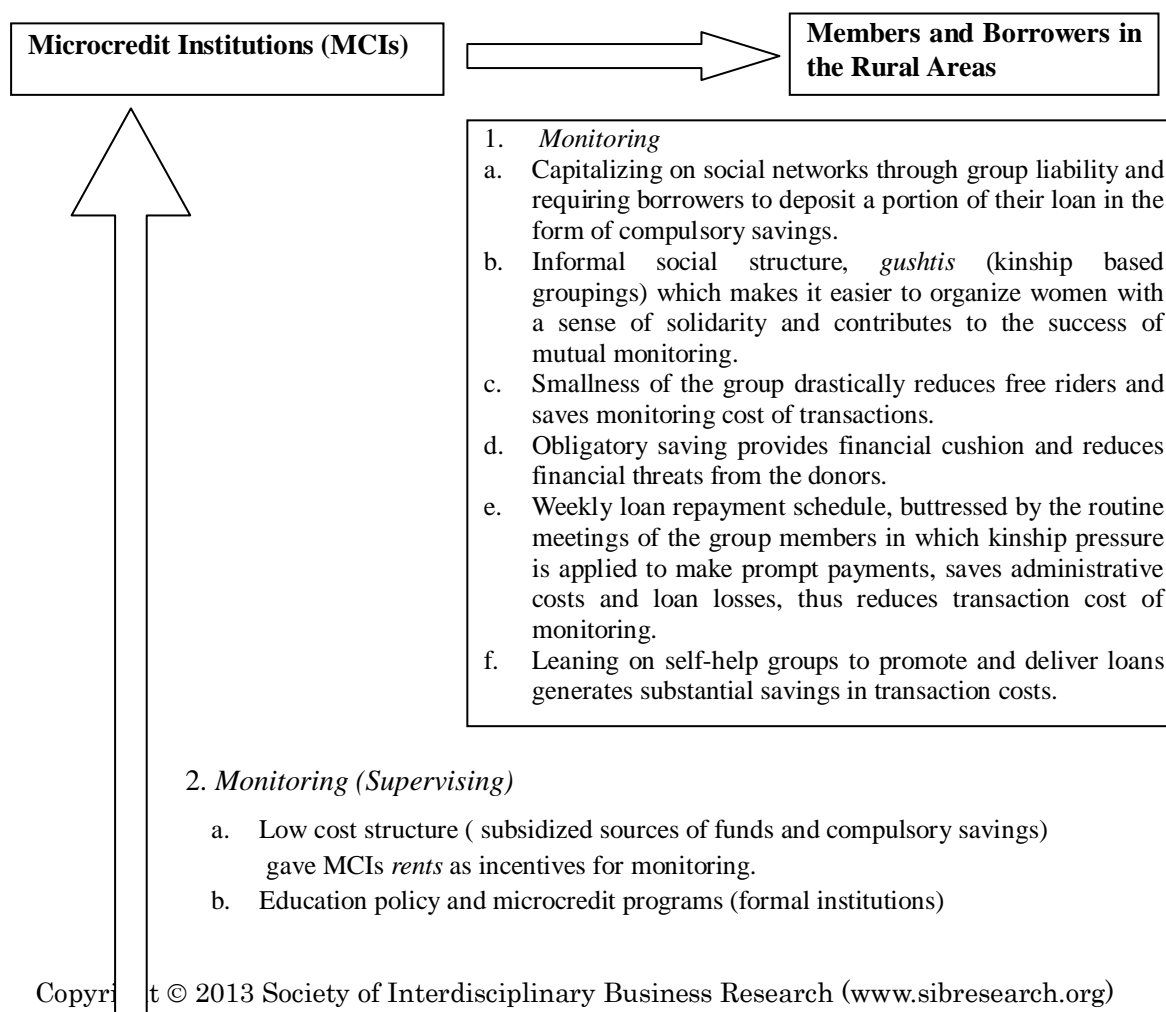 Microcredit Institutions (MCIs)
Members and Borrowers in
the Rural Areas
1. Monitoring
a. Capitalizing on social networks through group liability and
requiring borrowers to deposit a portion of their loan in the
form of compulsory savings.
b. Informal social structure, gushtis (kinship based
groupings) which makes it easier to organize women with
a sense of solidarity and contributes to the success of
mutual monitoring.
c. Smallness of the group drastically reduces free riders and
saves monitoring cost of transactions.
d. Obligatory saving provides financial cushion and reduces
financial threats from the donors.
e. Weekly loan repayment schedule, buttressed by the routine
meetings of the group members in which kinship pressure
is applied to make prompt payments, saves administrative
costs and loan losses, thus reduces transaction cost of
monitoring.
f. Leaning on self-help groups to promote and deliver loans
generates substantial savings in transaction costs.
2. Monitoring (Supervising)
a. Low cost structure ( subsidized sources of funds and compulsory savings)
gave MCIs rents as incentives for monitoring.
b. Education policy and microcredit programs (formal institutions)
© 2013 Society of Interdisciplinary Business Research (www.sibresearch.org)